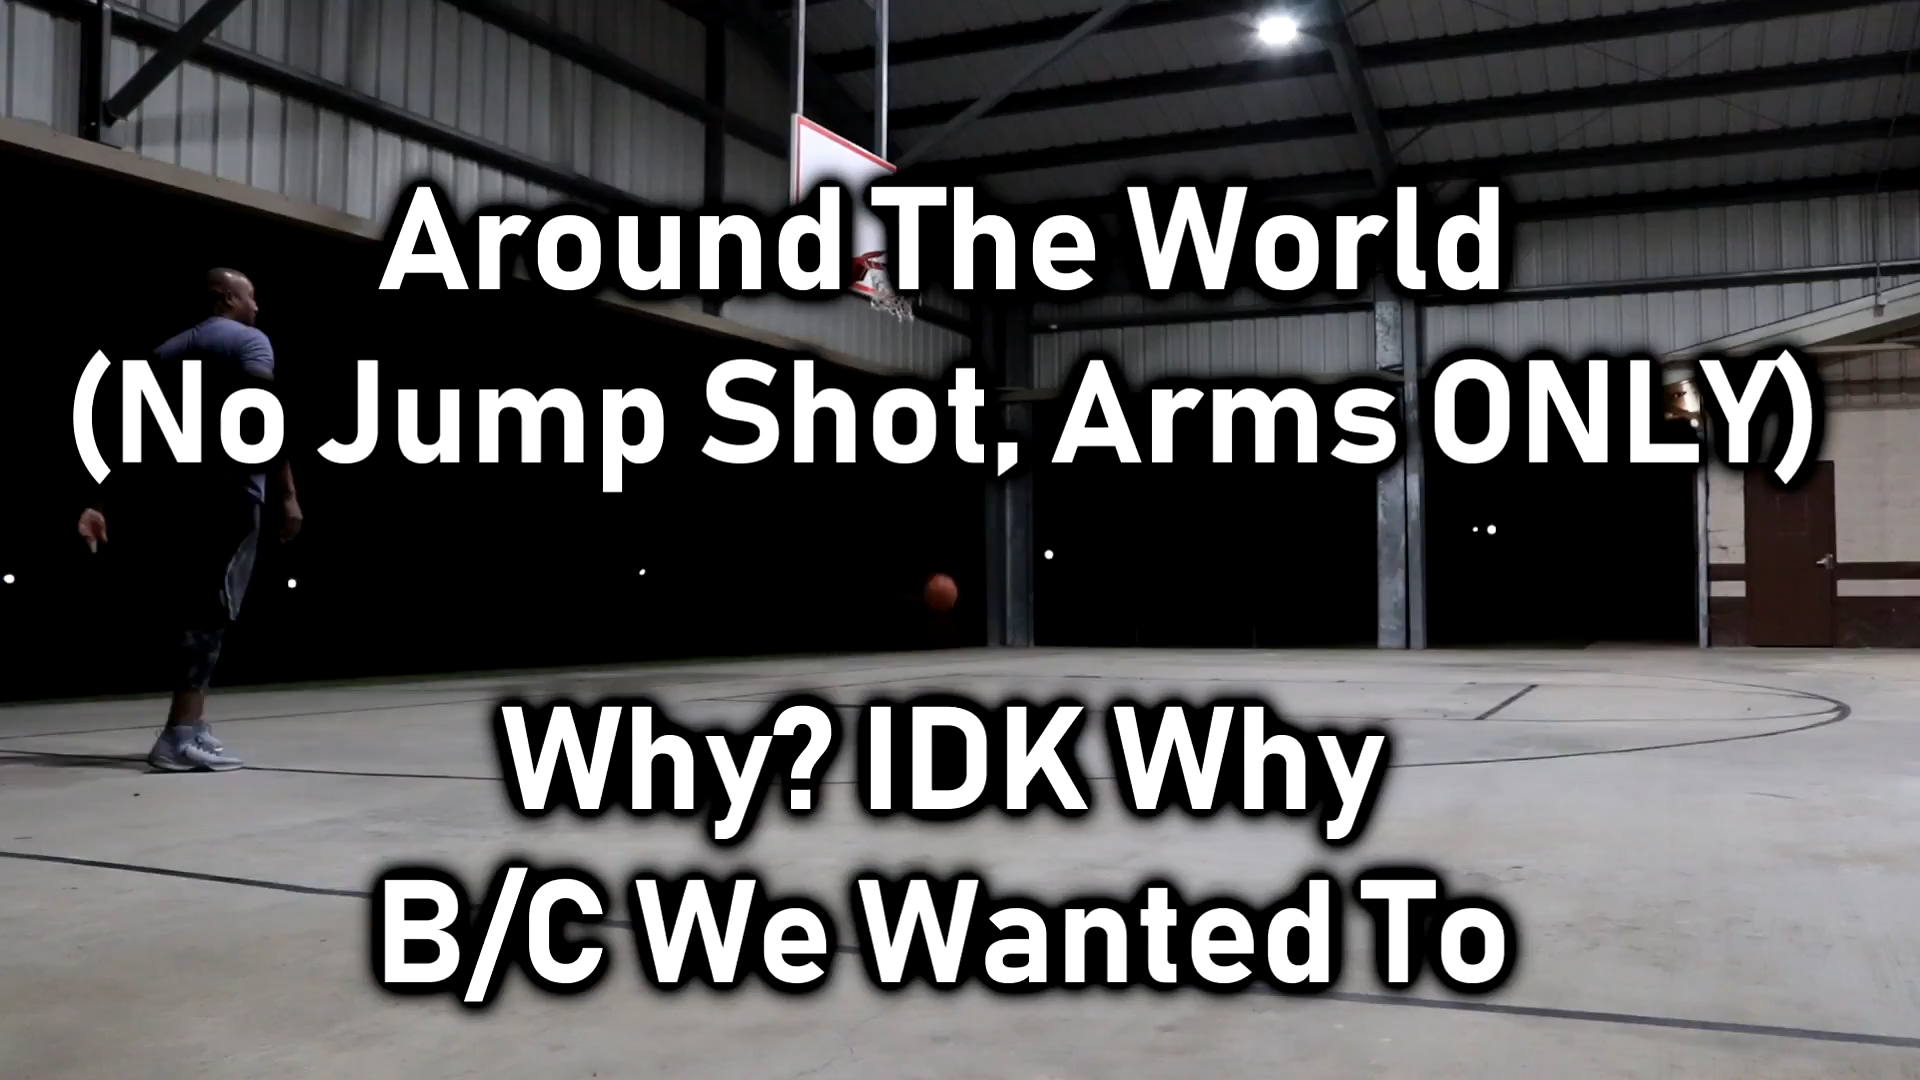 Around The World
(No Jump Shot, Arms ONLY)
Why? IDK Why
B/C We Wanted To